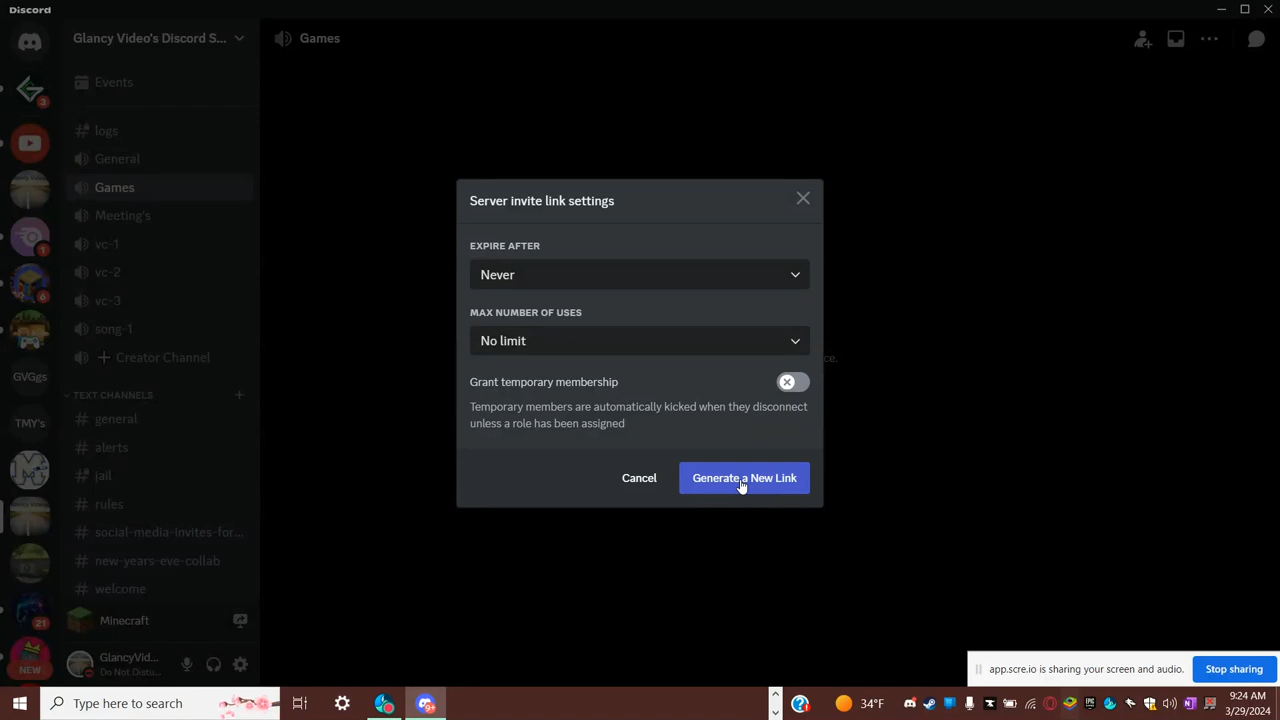 Discord
Glancy Video's Discord S...
Games
Events
logs
General
Games
Meeting's
vc-1
vc-2
vc-3
song-1
Creator Channel
TEXT CHANNELS
general
alerts
jail
rules
social-media-invites-for...
new-years-eve-collab
welcome
Minecraft
GlancyVid...
Do Not Distu...
3
1
6
GVGgs
TMY's
21
NEW
Server invite link settings
EXPIRE AFTER
Never
MAX NUMBER OF USES
No limit
Grant temporary membership
Temporary members are automatically kicked when they disconnect
unless a role has been assigned
Cancel
Generate a New Link
ce.
app.scre.io is sharing your screen and audio.
Stop sharing
Type here to search
34°F
9:24 AM
3/29/2024